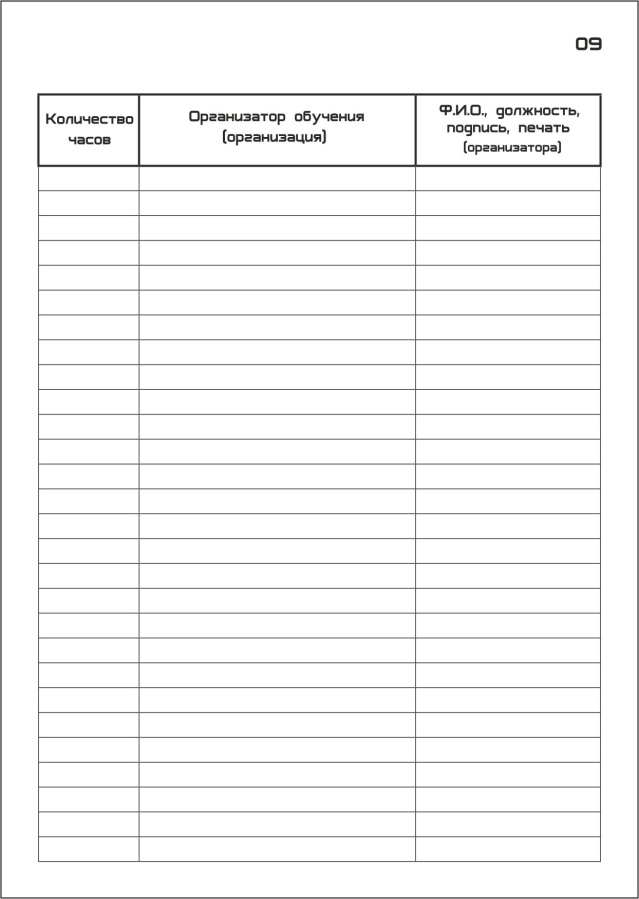 09
Количество
часов
Организатор обучения
(организация)
Ф.И.О., должность,
подпись, печать
(организатора)